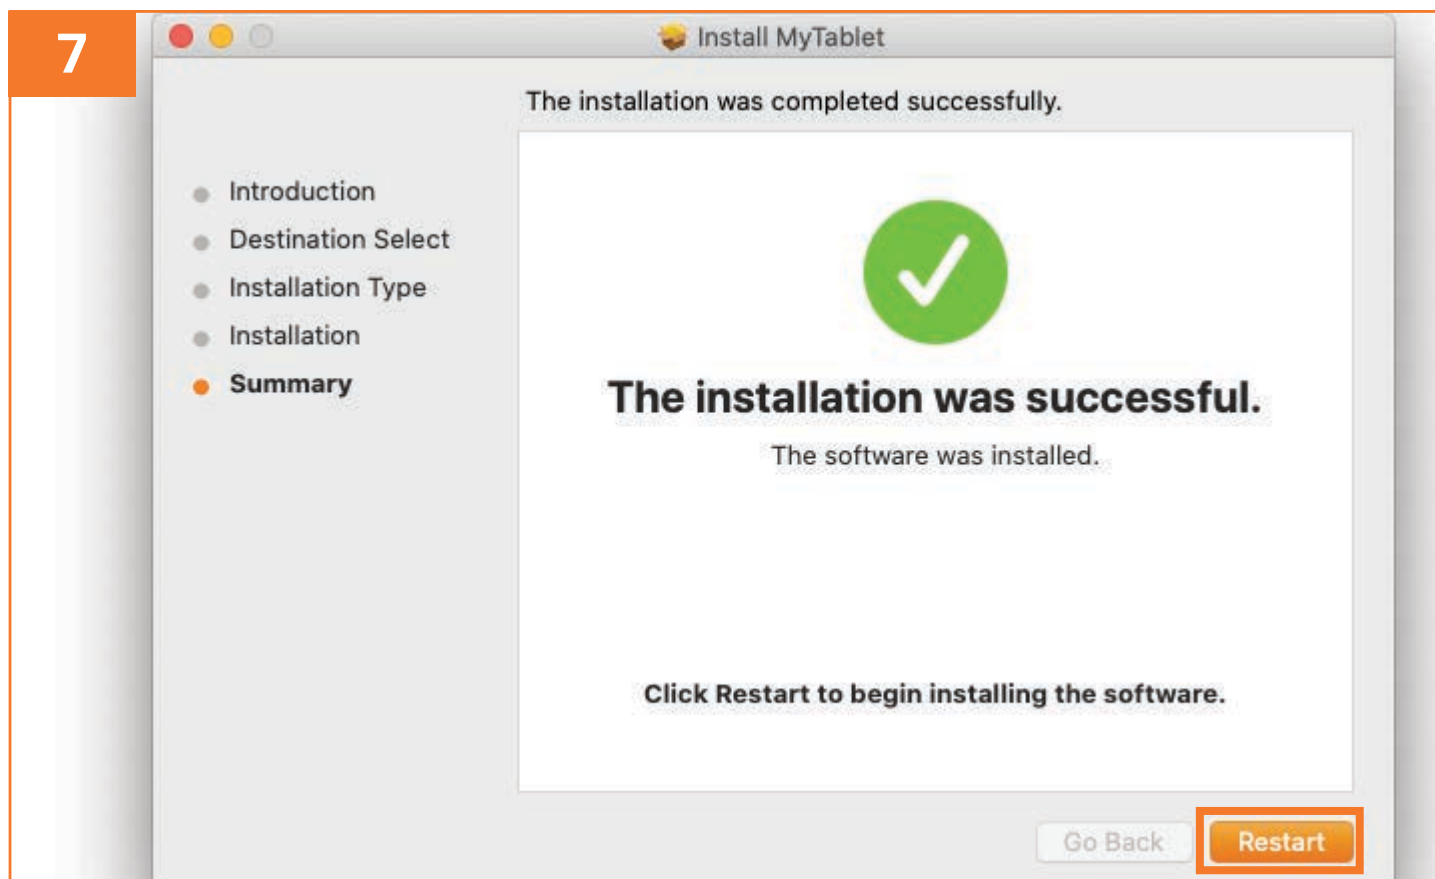 7
Install MyTablet
The installation was completed successfully.
Introduction
Destination Select
Installation Type
Installation
Summary
The installation was successful.
The software was installed.
Click Restart to begin installing the software.
Go Back
Restart